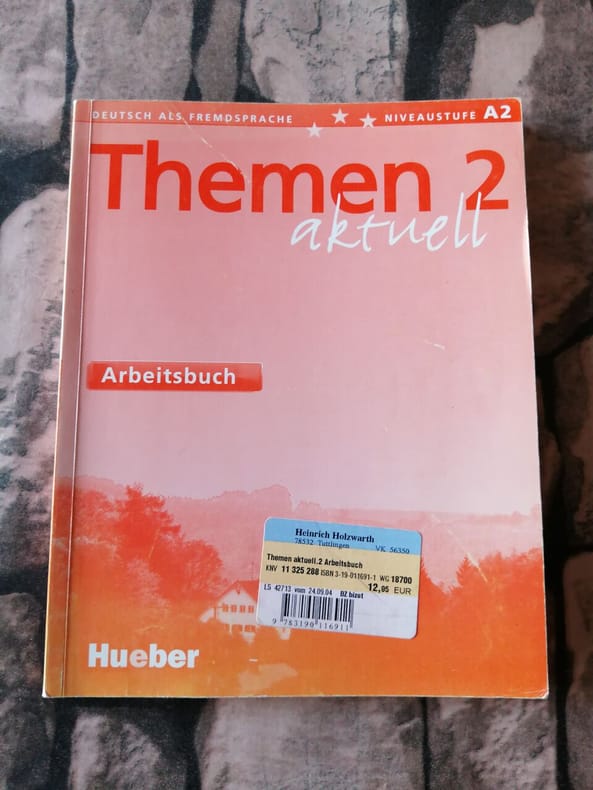 DEUTSCH ALS FREMDSPRACHE NIVEAUSTUFE A2
Themen 2
aktuell
Arbeitsbuch
Heinrich Holzwarth
78532 Tuttlingen VK 56350
Themen aktuell.2 Arbeitsbuch
KNV 11 325 288 ISBN 3-19-011691-1 WG 18700
12,95 EUR
LS 42713 vom 24.09.04 BZ bizut
9 783190 116911
Hueber